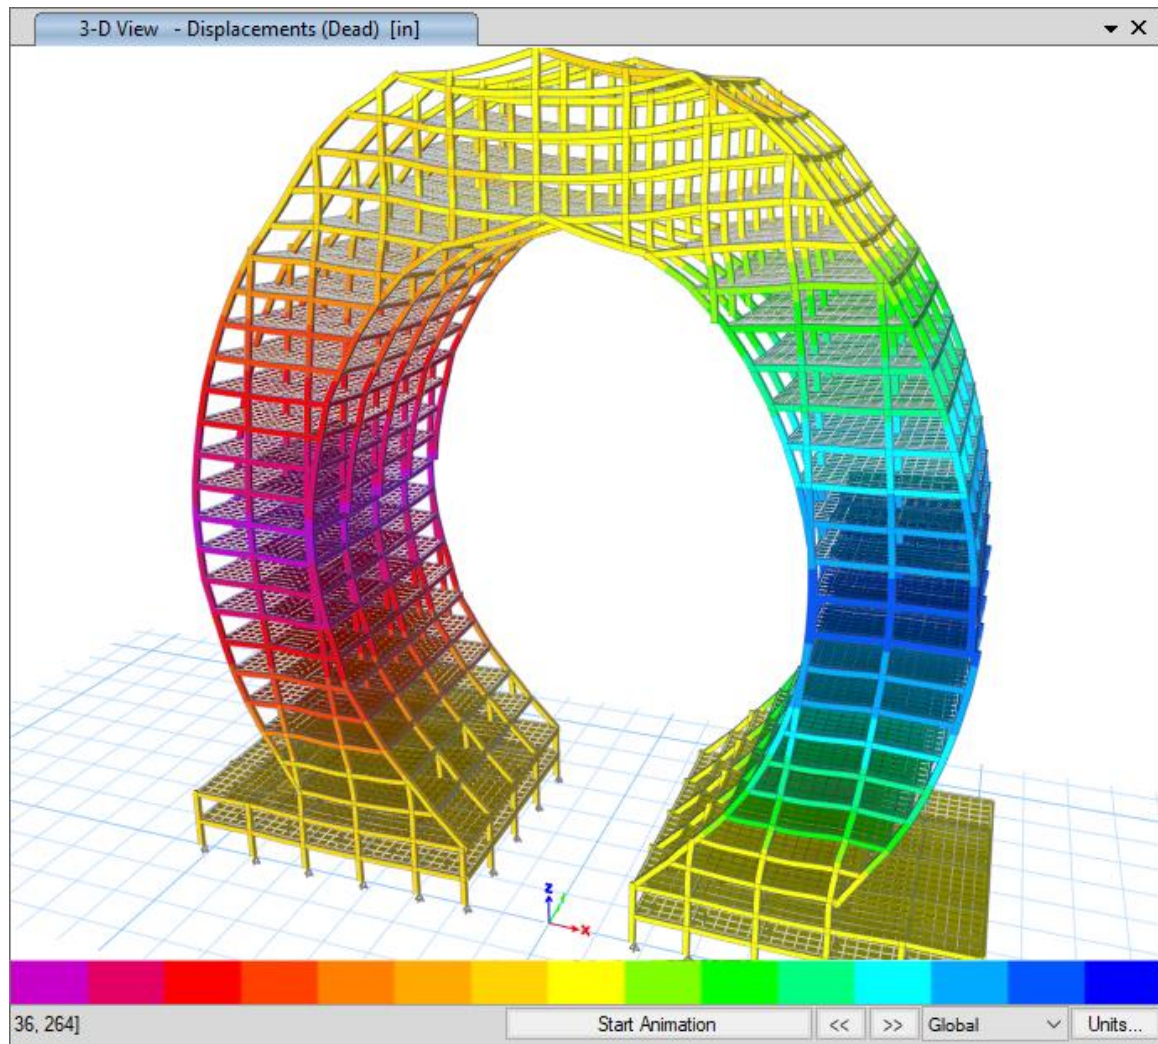 3-D View - Displacements (Dead) [in]
Z
X
36, 264]
Start Animation
<<
>>
Global
Units...